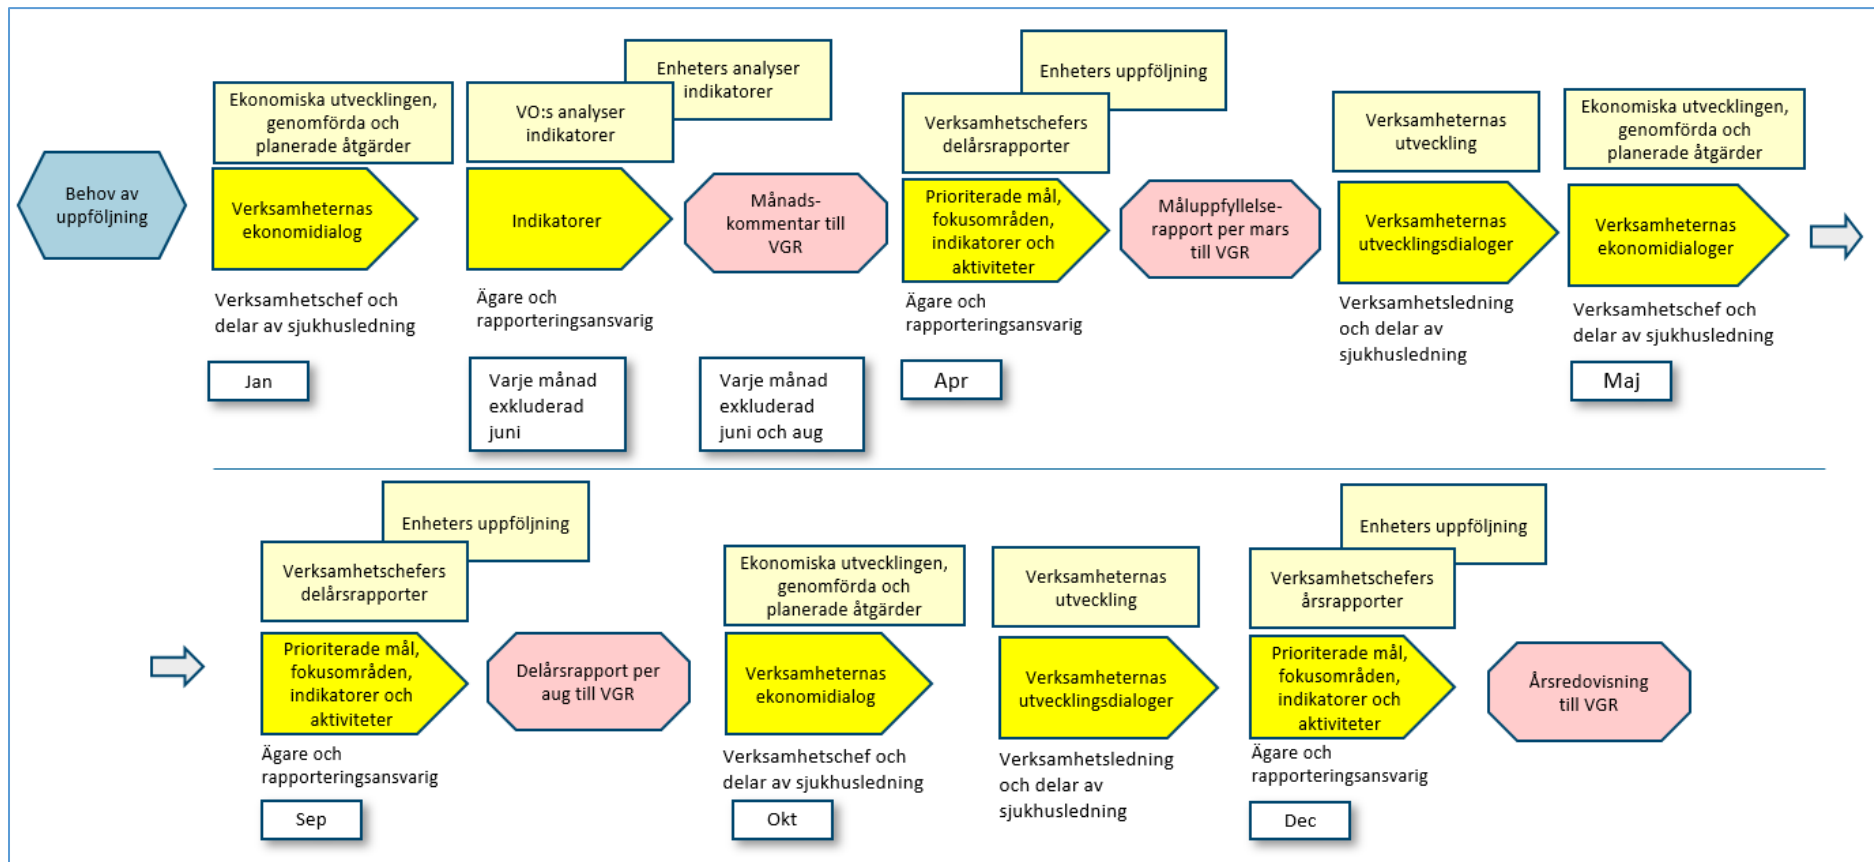 Behov av
uppföljning
Ekonomiska utvecklingen,
genomförda och
planerade åtgärder
Verksamheternas
ekonomidialog
Verksamhetschef och
delar av sjukhusledning
Jan
Enheters analyser
indikatorer
VO:s analyser
indikatorer
Indikatorer
Ägare och
rapporteringsansvarig
Varje månad
exkluderad
juni
Månads-
kommentar till
VGR
Varje månad
exkluderad
juni och aug
Enheters uppföljning
Verksamhetschefers
delårsrapporter
Prioriterade mål,
fokusområden,
indikatorer och
aktiviteter
Ägare och
rapporteringsansvarig
Apr
Måluppfyllelse-
rapport per mars
till VGR
Verksamheternas
utveckling
Verksamheternas
utvecklingsdialoger
Verksamhetsledning
och delar av
sjukhusledning
Ekonomiska utvecklingen,
genomförda och
planerade åtgärder
Verksamheternas
ekonomidialoger
Verksamhetschef och
delar av sjukhusledning
Maj
Enheters uppföljning
Verksamhetschefers
delårsrapporter
Prioriterade mål,
fokusområden,
indikatorer och
aktiviteter
Ägare och
rapporteringsansvarig
Sep
Delårsrapport per
aug till VGR
Ekonomiska utvecklingen,
genomförda och
planerade åtgärder
Verksamheternas
ekonomidialog
Verksamhetschef och
delar av sjukhusledning
Okt
Verksamheternas
utveckling
Verksamheternas
utvecklingsdialoger
Verksamhetsledning
och delar av
sjukhusledning
Enheters uppföljning
Verksamhetschefers
årsrapporter
Prioriterade mål,
fokusområden,
indikatorer och
aktiviteter
Ägare och
rapporteringsansvarig
Dec
Årsredovisning
till VGR